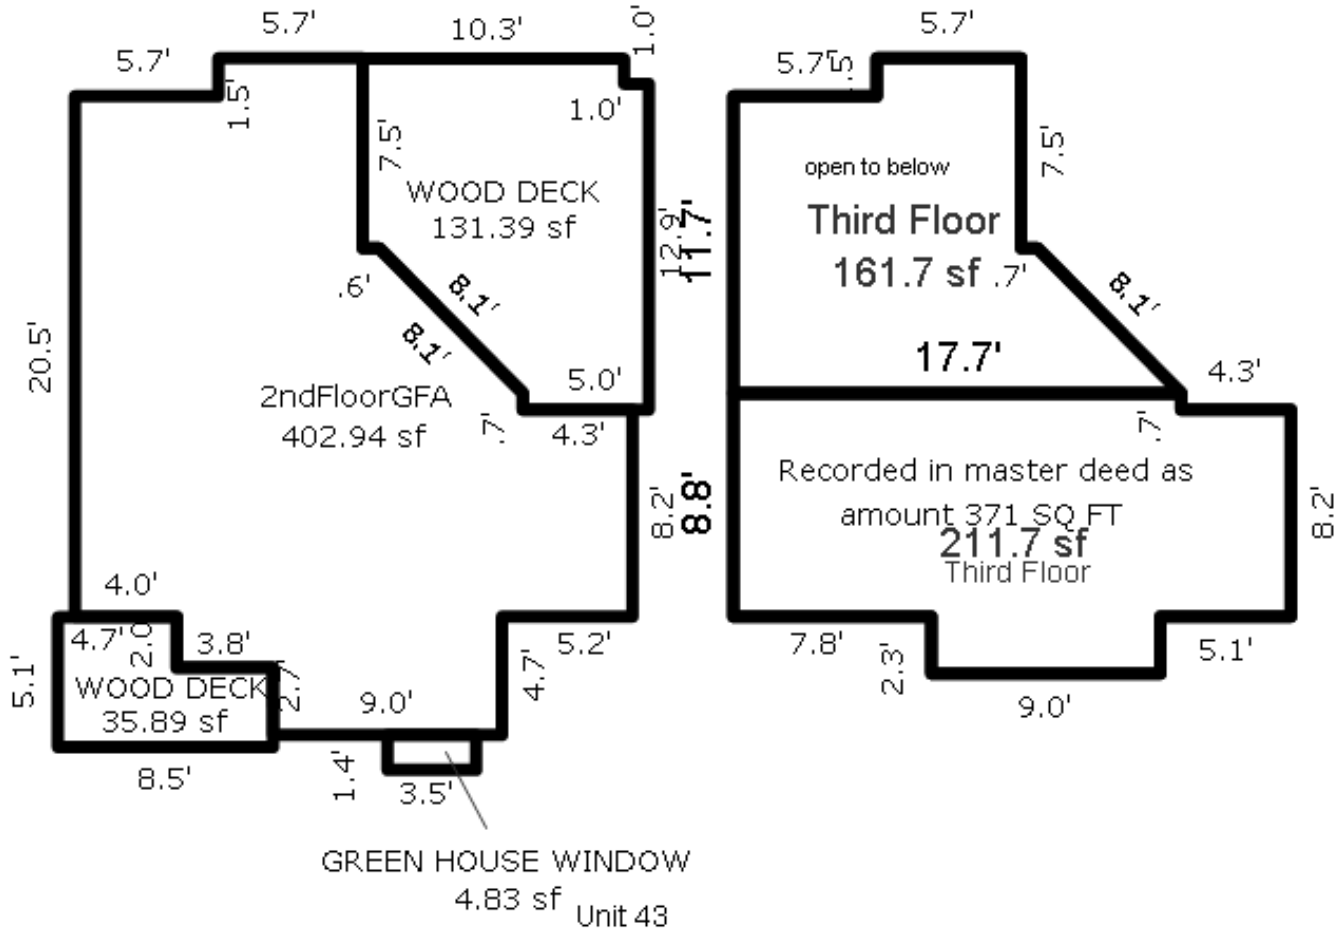 5.7'
10.3'
1.0'
5.7'
1.5'
1.0'
7.5'
WOOD DECK
131.39 sf
12.9'
11.7'
.6'
8.1'
8.1'
20.5'
5.0'
2ndFloorGFA
402.94 sf
.7'
4.3'
8.2'
8.8'
4.0'
4.7'
2.0
3.8'
5.2'
5.1'
WOOD DECK
35.89 sf
2.7'
9.0'
4.7'
8.5'
1.4'
3.5'
GREEN HOUSE WINDOW
4.83 sf
Unit 43
5.7'
5.7'
.5'
7.5'
open to below
Third Floor
161.7 sf
.7'
8.1'
17.7'
4.3'
.7'
Recorded in master deed as
amount 371 SQ FT
211.7 sf
Third Floor
8.2'
7.8'
2.3'
9.0'
5.1'